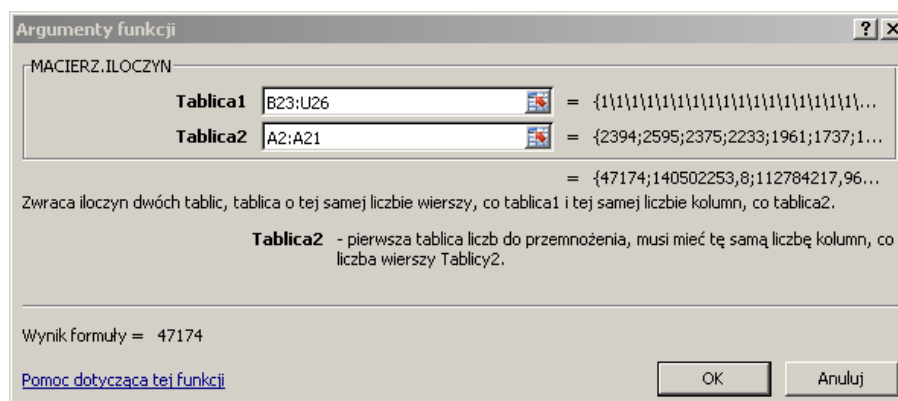 Argumenty funkcji
MACIERZ.ILOCZYN
Tablica1 B23:U26 = {1\1\1\1\1\1\1\1\1\1\1\1\1\1\1\1\1\1\...
Tablica2 A2:A21 = {2394;2595;2375;2233;1961;1737;1...
= {47174;140502253,8;112784217,96...
Zwraca iloczyn dwóch tablic, tablica o tej samej liczbie wierszy, co tablica1 i tej samej liczbie kolumn, co tablica2.
Tablica2 - pierwsza tablica liczb do przemnożenia, musi mieć tę samą liczbę kolumn, co
liczba wierszy Tablicy2.
Wynik formuły = 47174
Pomoc dotycząca tej funkcji
OK
Anuluj